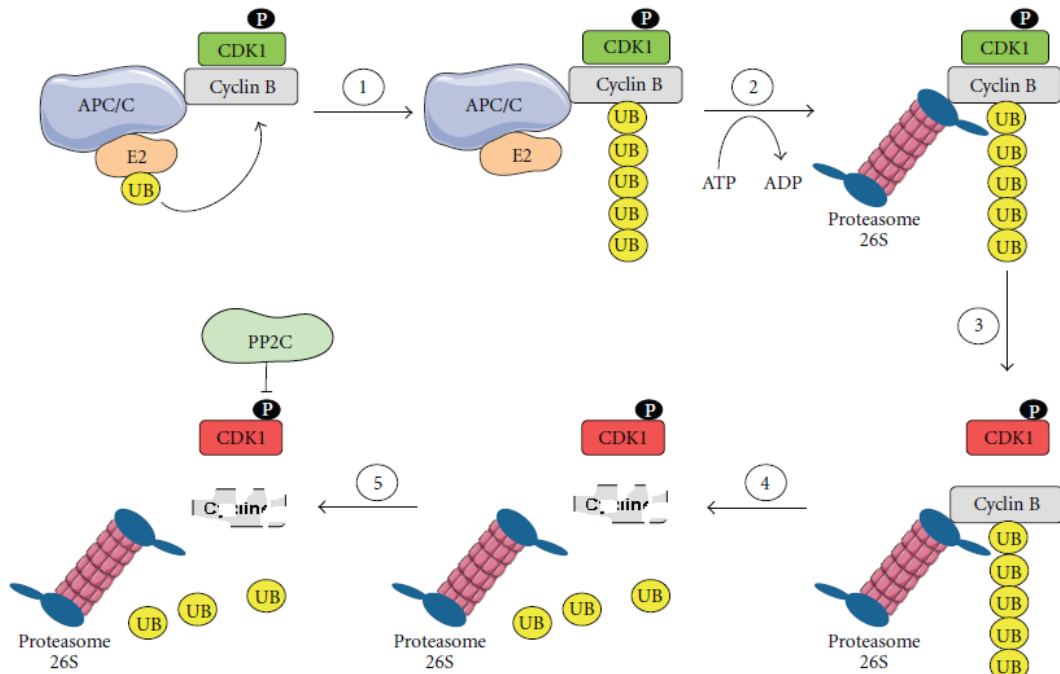 P
CDK1
Cyclin B
APC/C
E2
UB
1
P
CDK1
Cyclin B
APC/C
E2
UB
UB
UB
UB
UB
2
ATP ADP
P
CDK1
Cyclin B
UB
UB
UB
UB
UB
Proteasome
26S
3
P
CDK1
Cyclin B
UB
UB
UB
UB
UB
Proteasome
26S
4
P
CDK1
UB
UB
UB
Proteasome
26S
5
PP2C
P
CDK1
UB
UB
UB
Proteasome
26S